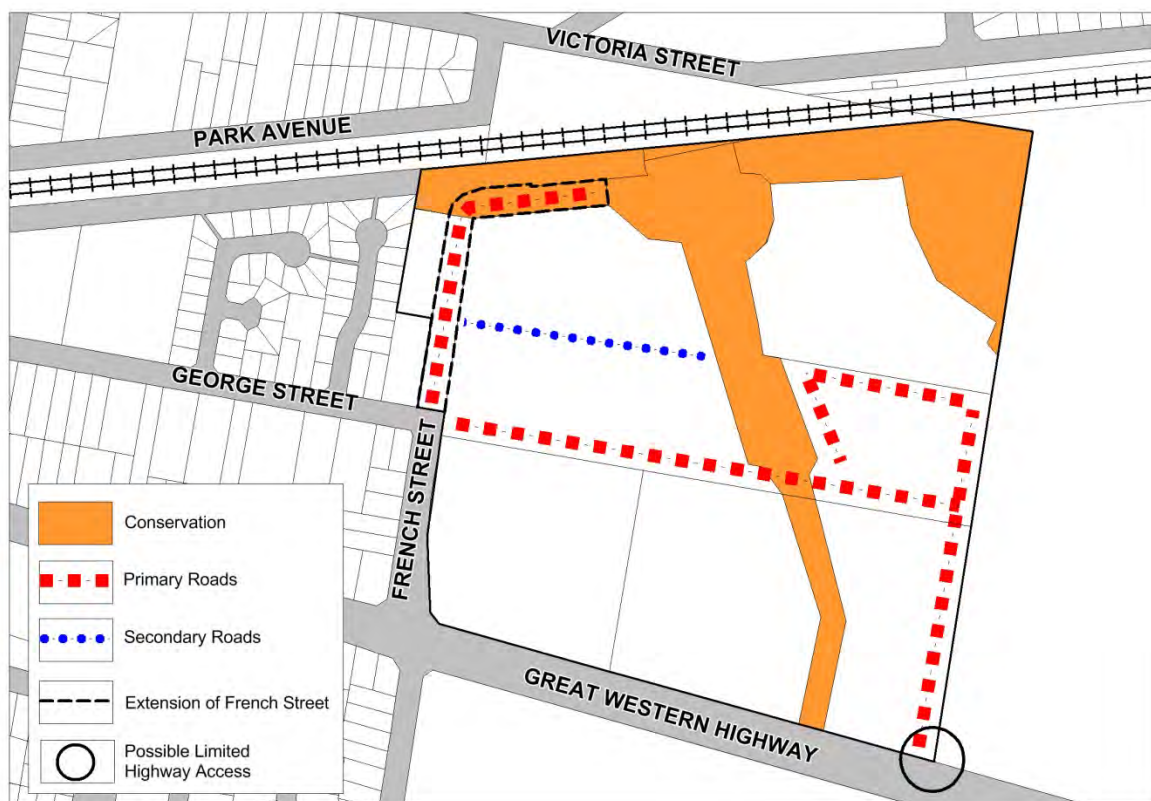 VICTORIA STREET
PARK AVENUE
GEORGE STREET
FRENCH STREET
GREAT WESTERN HIGHWAY
Conservation
Primary Roads
Secondary Roads
Extension of French Street
Possible Limited
Highway Access